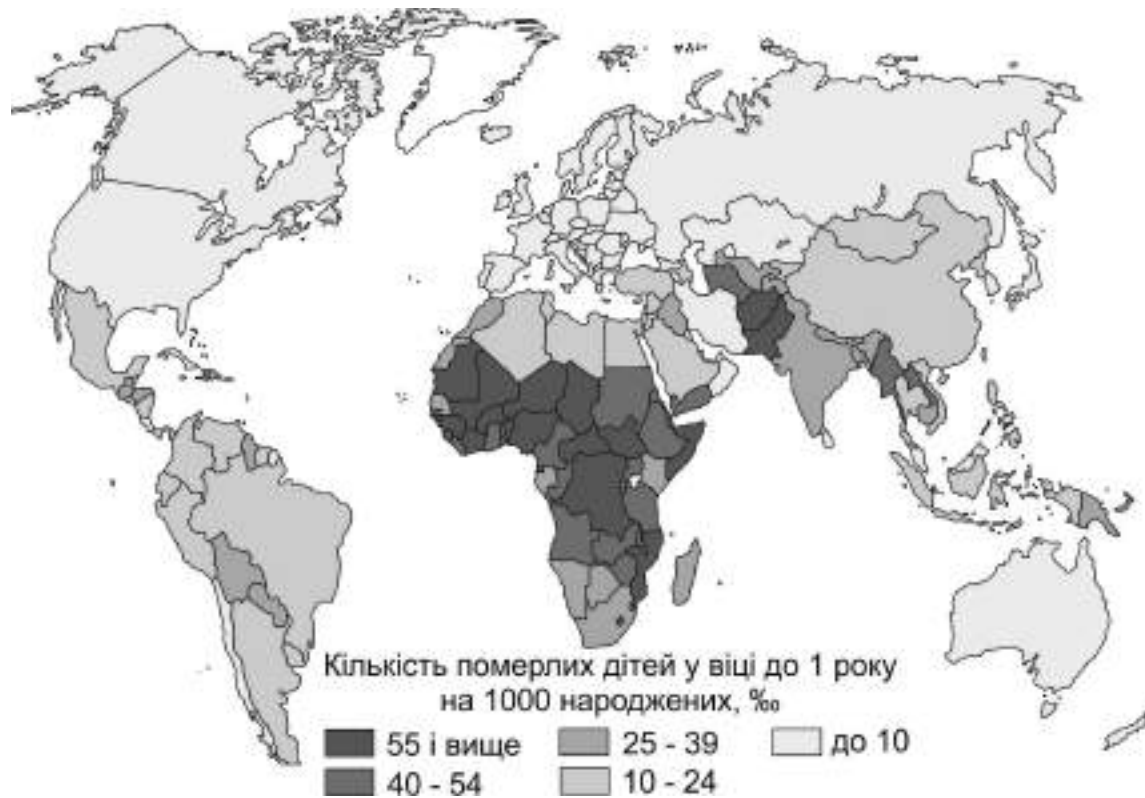 Кількість померлих дітей у віці до 1 року
на 1000 народжених, ‰
55 і вище
25 - 39
до 10
40 - 54
10 - 24